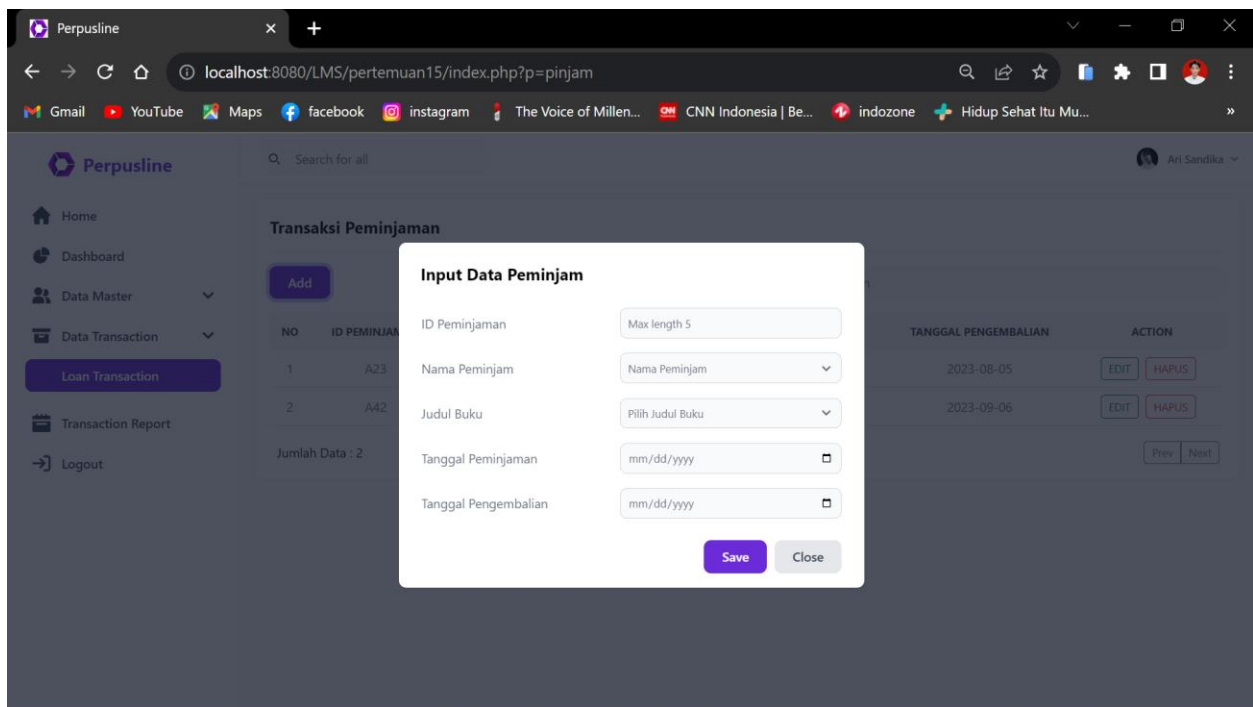 Perpusline
localhost:8080/LMS/pertemuan15/index.php?p=pinjam
Gmail YouTube Maps facebook instagram The Voice of Millen... CNN Indonesia | Be... indozone Hidup Sehat Itu Mu... »
Perpusline Search for all Ari Sandika
Home
Dashboard
Data Master
Data Transaction
Loan Transaction
Transaction Report
Logout
Transaksi Peminjaman
Add
NO ID PEMINJAM TANGGAL PENGEMBALIAN ACTION
1 A23 2023-08-05 EDIT HAPUS
2 A42 2023-09-06 EDIT HAPUS
Jumlah Data : 2 Prev Next
Input Data Peminjam
ID Peminjaman Max length 5
Nama Peminjam Nama Peminjam
Judul Buku Pilih Judul Buku
Tanggal Peminjaman mm/dd/yyyy
Tanggal Pengembalian mm/dd/yyyy
Save Close